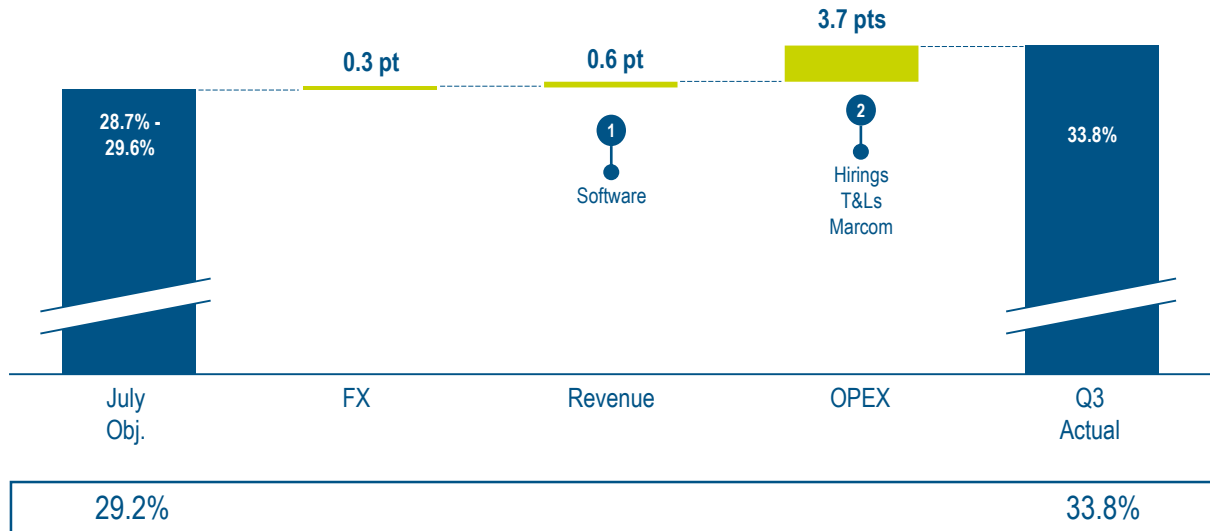 3.7 pts
0.3 pt
0.6 pt
28.7% -
29.6%
1
2
33.8%
Software
Hirings
T&Ls
Marcom
July
Obj.
FX
Revenue
OPEX
Q3
Actual
29.2%
33.8%